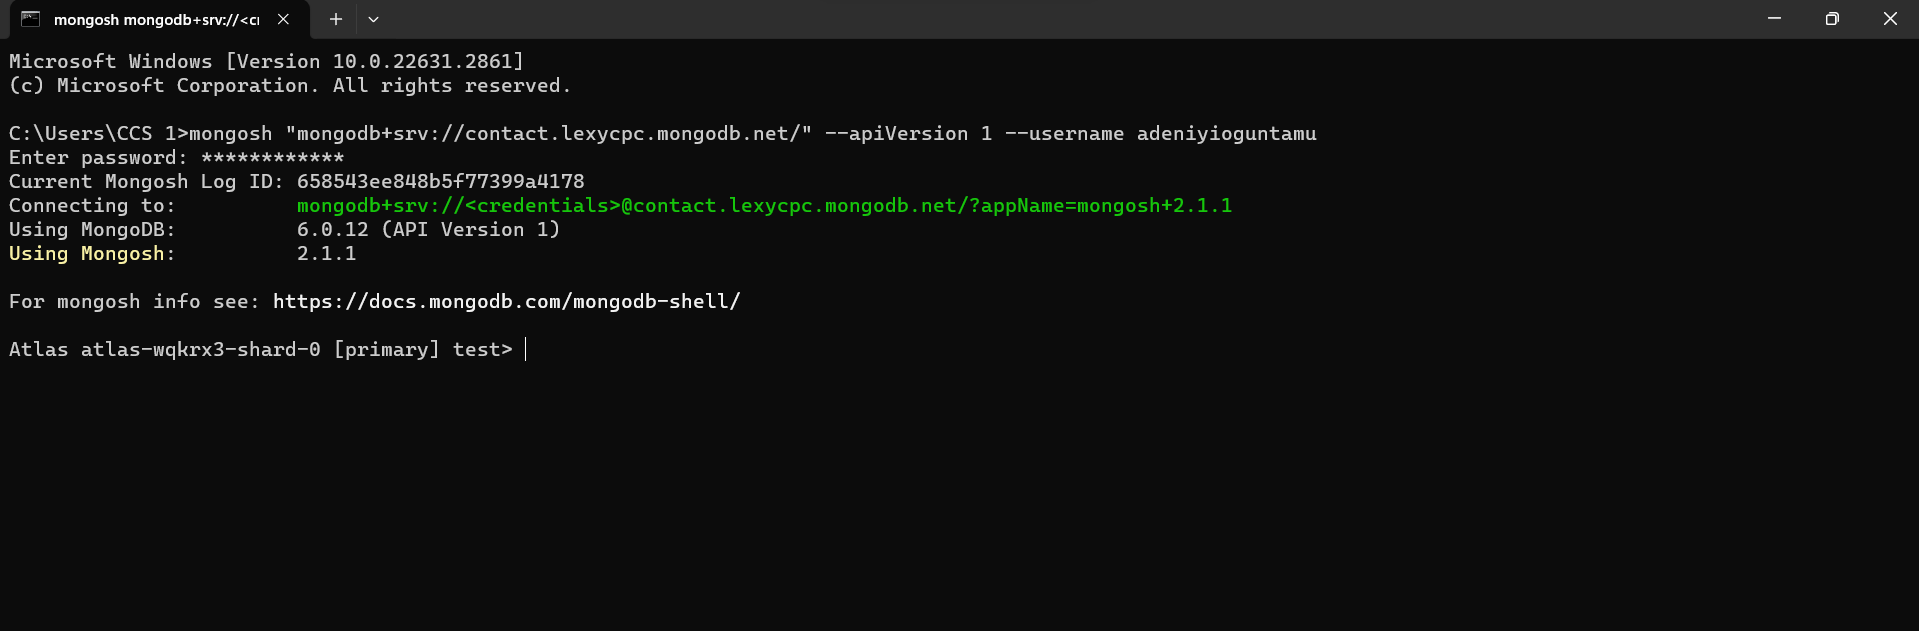 mongosh mongodb+srv://<cr
Microsoft Windows [Version 10.0.22631.2861]
(c) Microsoft Corporation. All rights reserved.
C:\Users\CCS 1>mongosh "mongodb+srv://contact.lexycpc.mongodb.net/" --apiVersion 1 --username adeniyioguntamu
Enter password: ************
Current Mongosh Log ID: 658543ee848b5f77399a4178
Connecting to: mongodb+srv://<credentials>@contact.lexycpc.mongodb.net/?appName=mongosh+2.1.1
Using MongoDB: 6.0.12 (API Version 1)
Using Mongosh: 2.1.1
For mongosh info see: https://docs.mongodb.com/mongodb-shell/
Atlas atlas-wqkrx3-shard-0 [primary] test>